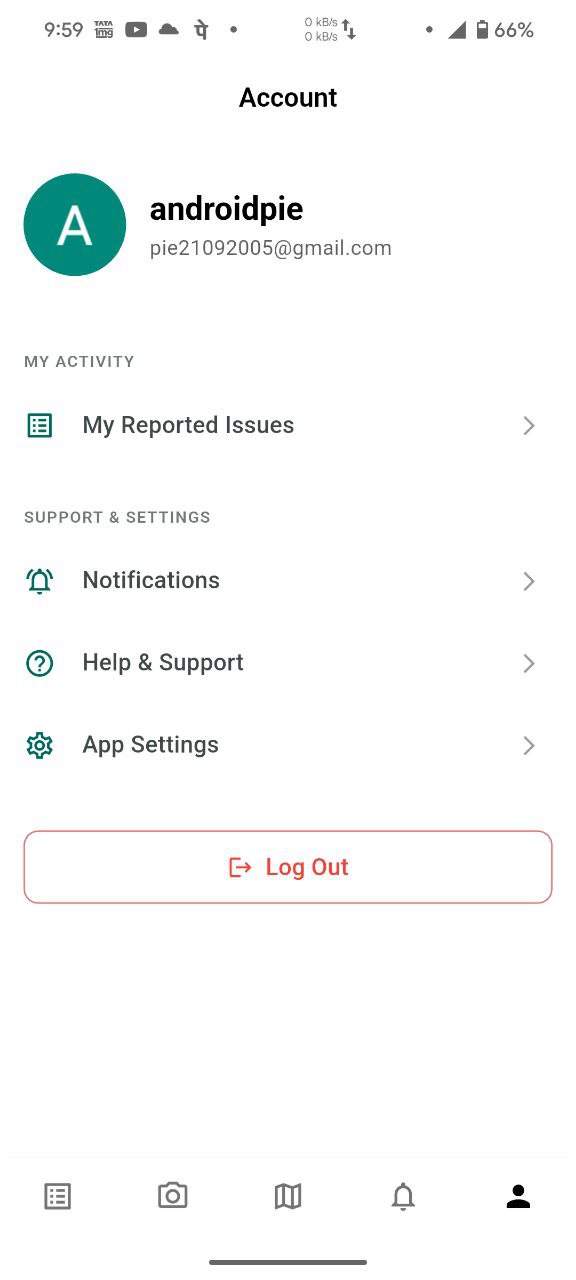 9:59 TATA 1mg पे 0 kB/s 66%
0 kB/s
Account
A
androidpie
pie21092005@gmail.com
MY ACTIVITY
My Reported Issues
SUPPORT & SETTINGS
Notifications
Help & Support
App Settings
Log Out